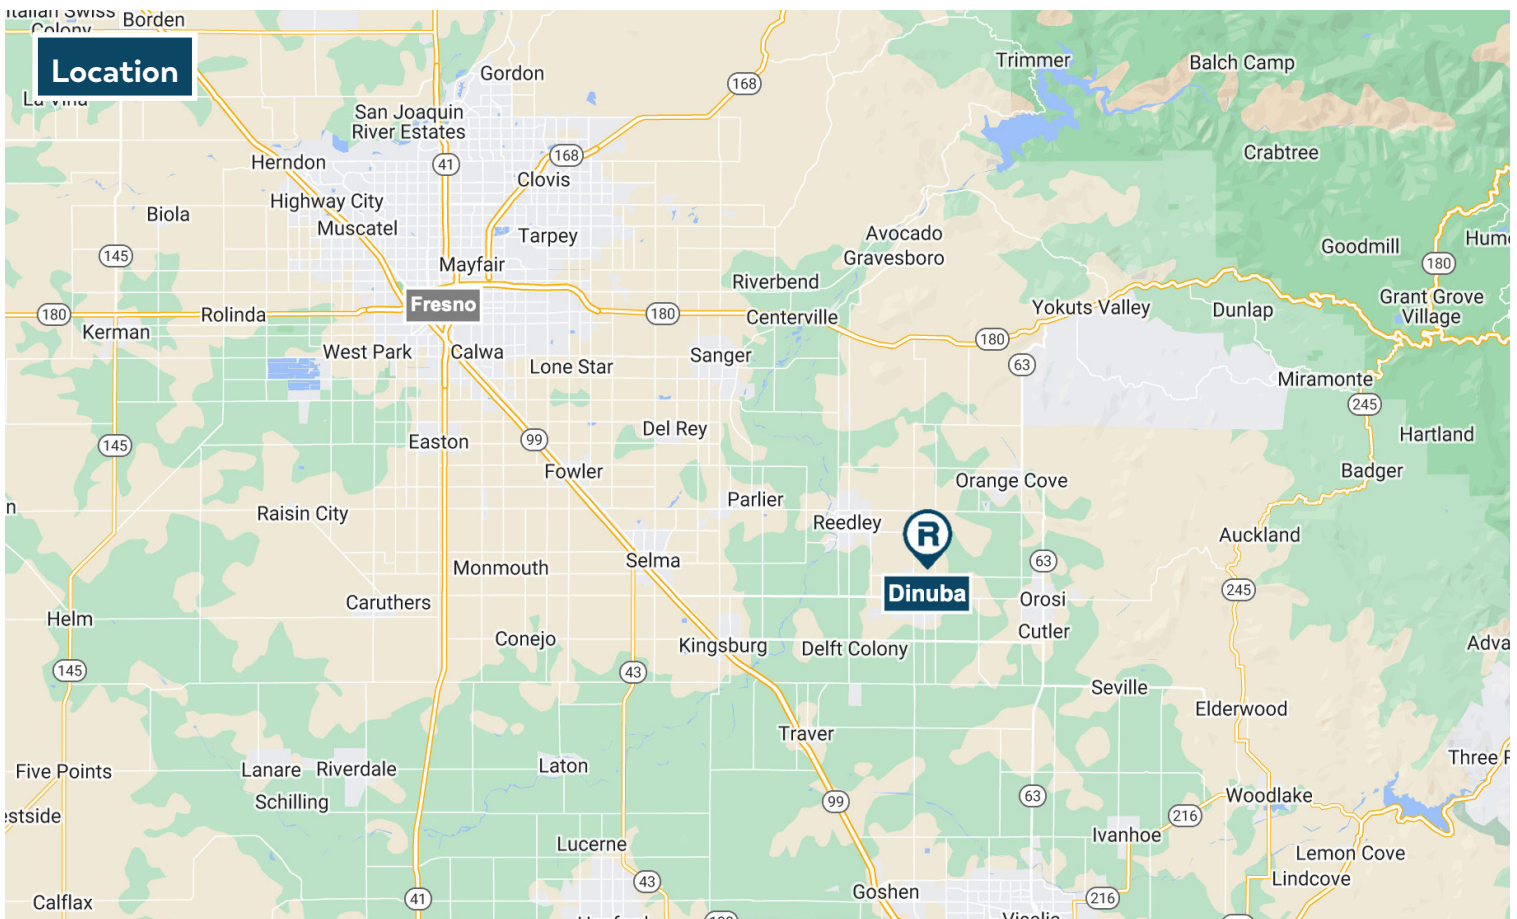 Italian Swiss
Colony
Borden
Location
La Vina
Gordon
Trimmer
Balch Camp
168
San Joaquin
River Estates
41
168
Herndon
Clovis
Crabtree
Highway City
Biola
Muscatel
Tarpey
Avocado
Goodmill
145
Gravesboro
180
Mayfair
Riverbend
Grant Grove
Village
Fresno
180
Rolinda
180
Centerville
Yokuts Valley
Dunlap
Kerman
180
West Park
Calwa
Lone Star
Sanger
63
Miramonte
245
145
Easton
99
Del Rey
Hartland
Fowler
Badger
Orange Cove
Raisin City
Parlier
Reedley
R
Auckland
Monmouth
Selma
63
Dinuba
245
Caruthers
Orosi
Helm
Conejo
Kingsburg
Delft Colony
Cutler
145
43
Seville
Elderwood
Traver
Five Points
Lanare
Riverdale
Laton
Schilling
99
63
Woodlake
216
Ivanhoe
Lucerne
Lemon Cove
43
Lindcove
Goshen
216
Calflax
41